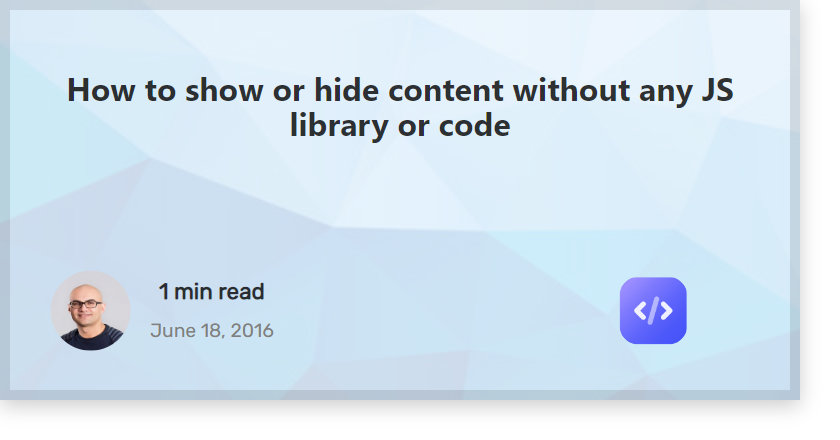 How to show or hide content without any JS
library or code
1 min read
June 18, 2016